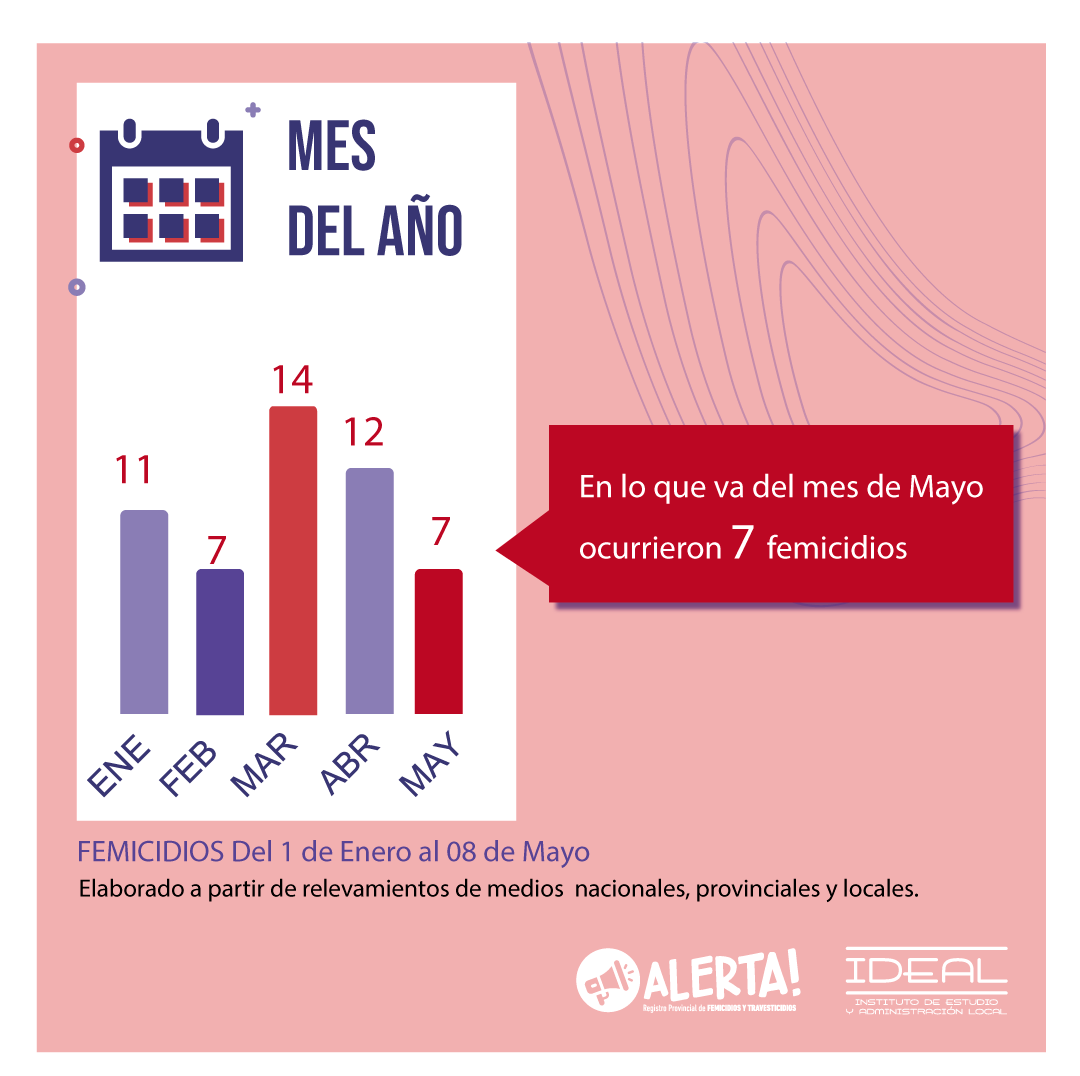 MES
DEL AÑO
14
12
11
7
7
En lo que va del mes de Mayo
ocurrieron 7 femicidios
ENE
FEB
MAR
ABR
MAY
FEMICIDIOS Del 1 de Enero al 08 de Mayo
Elaborado a partir de relevamientos de medios nacionales, provinciales y locales.
ALERTA!
Registro Provincial de FEMICIDIOS Y TRAVESTICIDIOS
IDEAL
INSTITUTO DE ESTUDIO
Y ADMINISTRACIÓN LOCAL